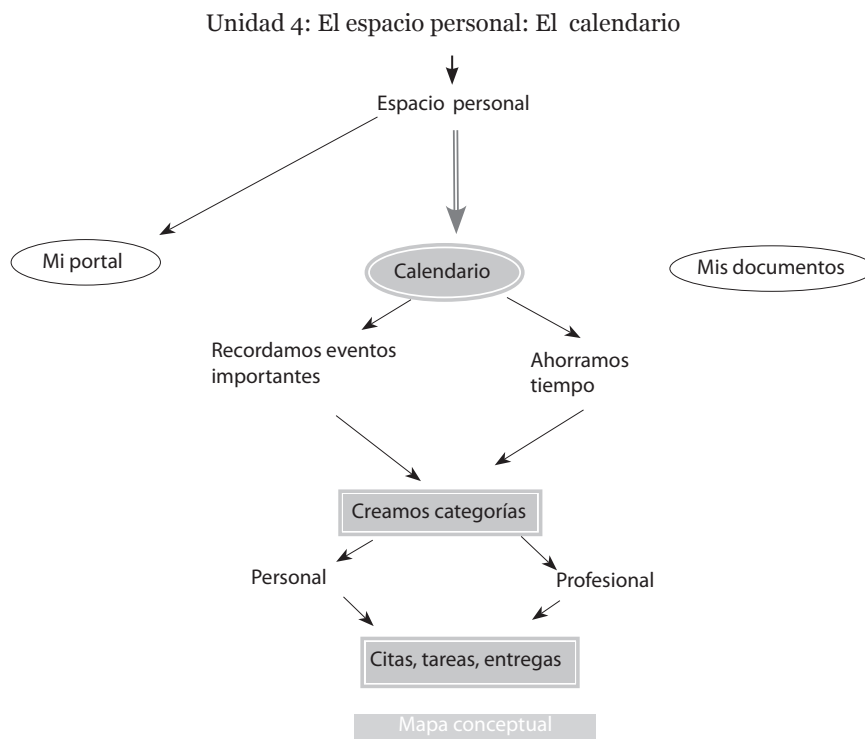 Unidad 4: El espacio personal: El calendario
Espacio personal
Mi portal
Calendario
Mis documentos
Recordamos eventos
importantes
Ahorramos
tiempo
Creamos categorías
Personal
Profesional
Citas, tareas, entregas
Mapa conceptual